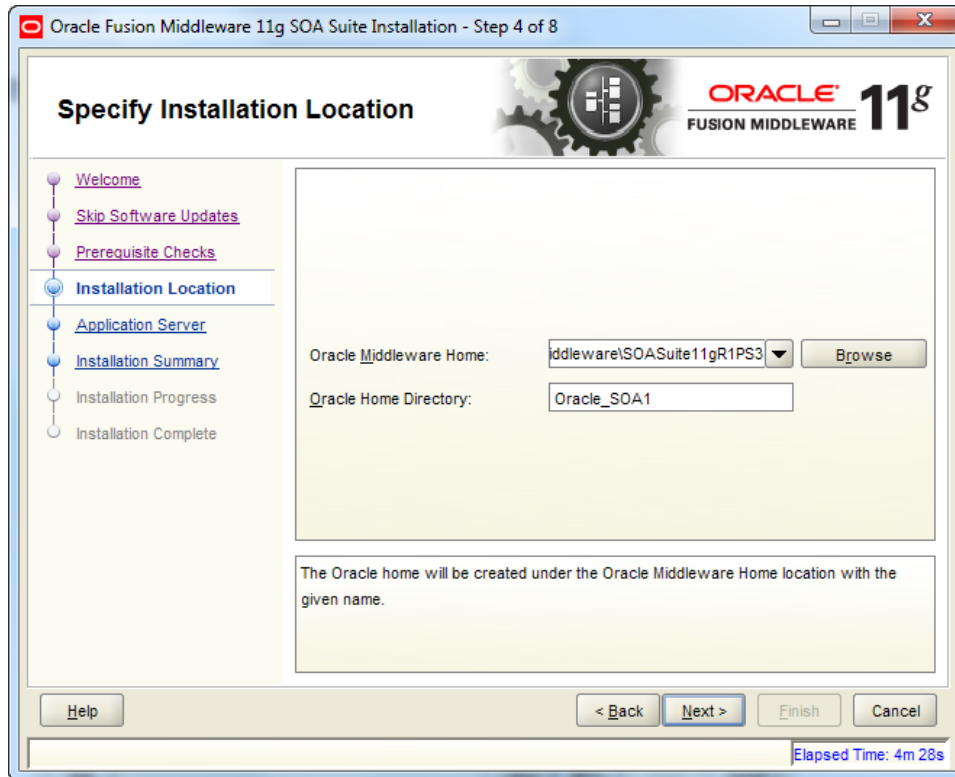 Oracle Fusion Middleware 11g SOA Suite Installation - Step 4 of 8
Specify Installation Location
ORACLE
FUSION MIDDLEWARE
11g
Welcome
Skip Software Updates
Prerequisite Checks
Installation Location
Application Server
Installation Summary
Installation Progress
Installation Complete
Oracle Middleware Home:
iddleware\SOASuite11gR1PS3
Browse
Oracle Home Directory:
Oracle_SOA1
The Oracle home will be created under the Oracle Middleware Home location with the
given name.
Help
< Back
Next >
Finish
Cancel
Elapsed Time: 4m 28s